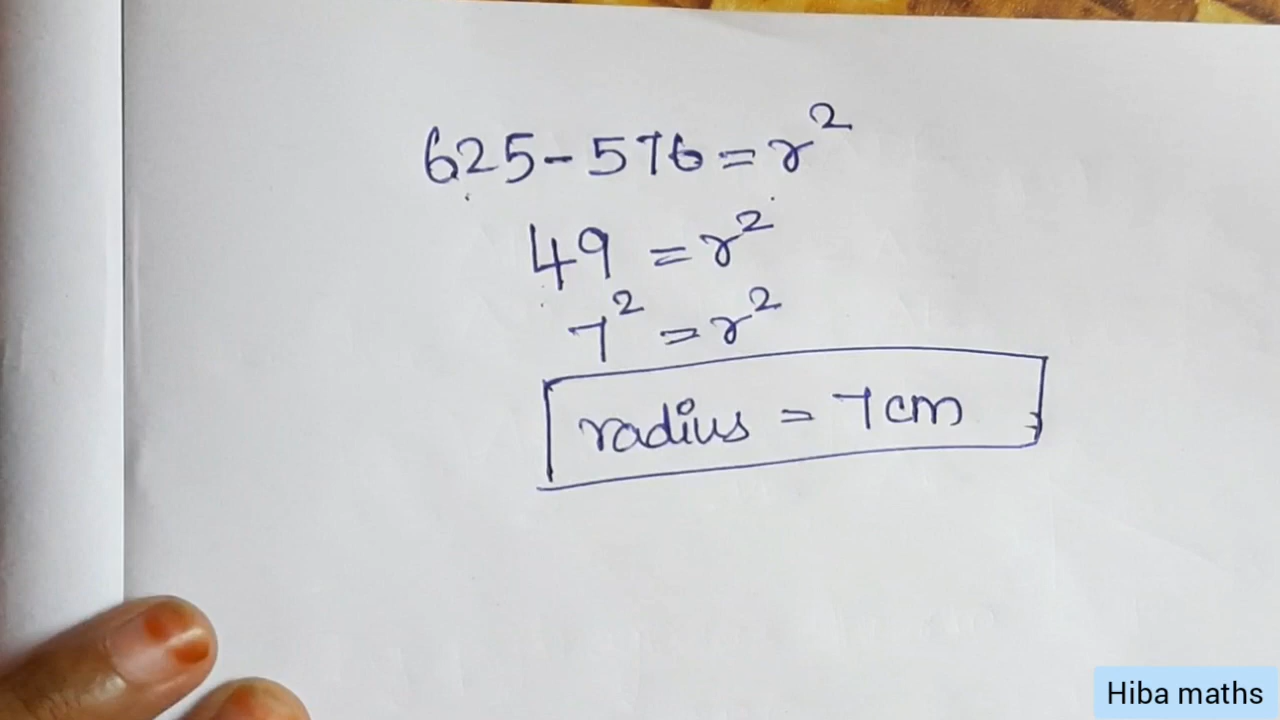 625-576=r²
49 =r²
7²=r²
radius = 7cm
Hiba maths